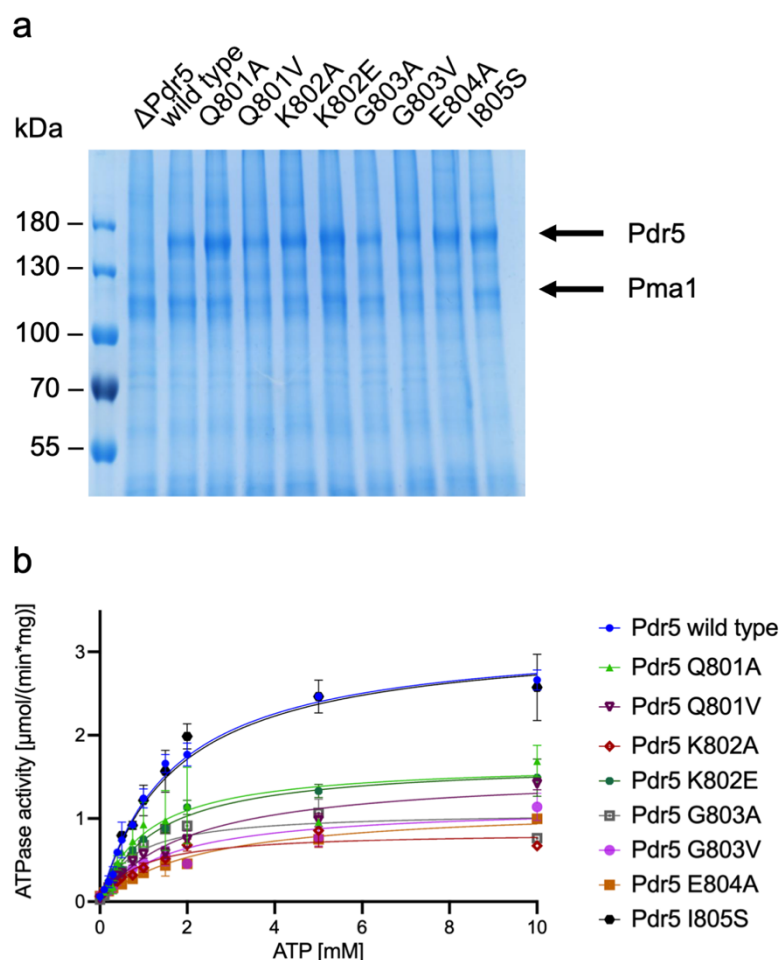 a
kDa
ΔPdr5
wild type
Q801A
Q801V
K802A
K802E
G803A
G803V
E804A
I805S
180
130
100
70
55
Pdr5
Pma1
b
ATPase activity [µmol/(min*mg)]
3
2
1
0
0 2 4 6 8 10
ATP [mM]
Pdr5 wild type
Pdr5 Q801A
Pdr5 Q801V
Pdr5 K802A
Pdr5 K802E
Pdr5 G803A
Pdr5 G803V
Pdr5 E804A
Pdr5 I805S